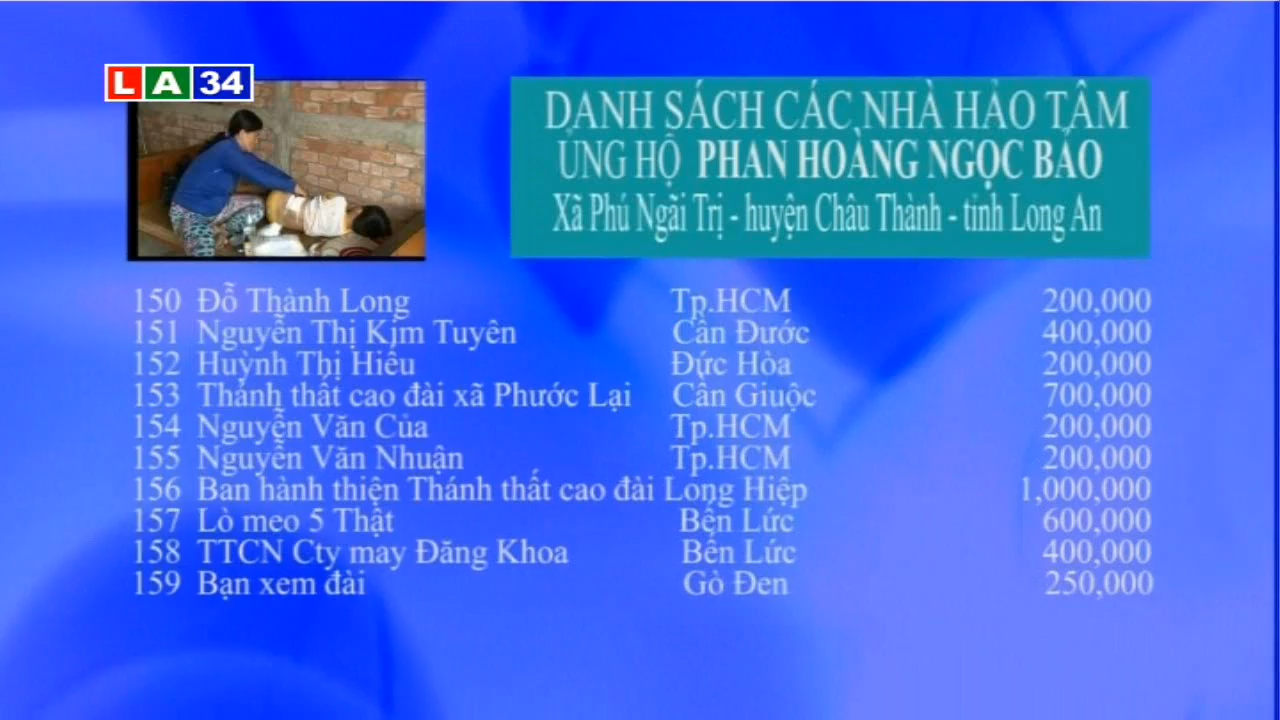 LA34
DANH SÁCH CÁC NHÀ HẢO TÂM
ỦNG HỘ PHAN HOÀNG NGỌC BẢO
Xã Phú Ngãi Trị - huyện Châu Thành - tỉnh Long An
150 Đỗ Thành Long Tp.HCM 200,000
151 Nguyễn Thị Kim Tuyên Cần Đước 400,000
152 Huỳnh Thị Hiếu Đức Hòa 200,000
153 Thánh thất cao đài xã Phước Lại Cần Giuộc 700,000
154 Nguyễn Văn Của Tp.HCM 200,000
155 Nguyễn Văn Nhuận Tp.HCM 200,000
156 Ban hành thiện Thánh thất cao đài Long Hiệp 1,000,000
157 Lò meo 5 Thật Bến Lức 600,000
158 TTCN Cty may Đăng Khoa Bến Lức 400,000
159 Bạn xem đài Gò Đen 250,000